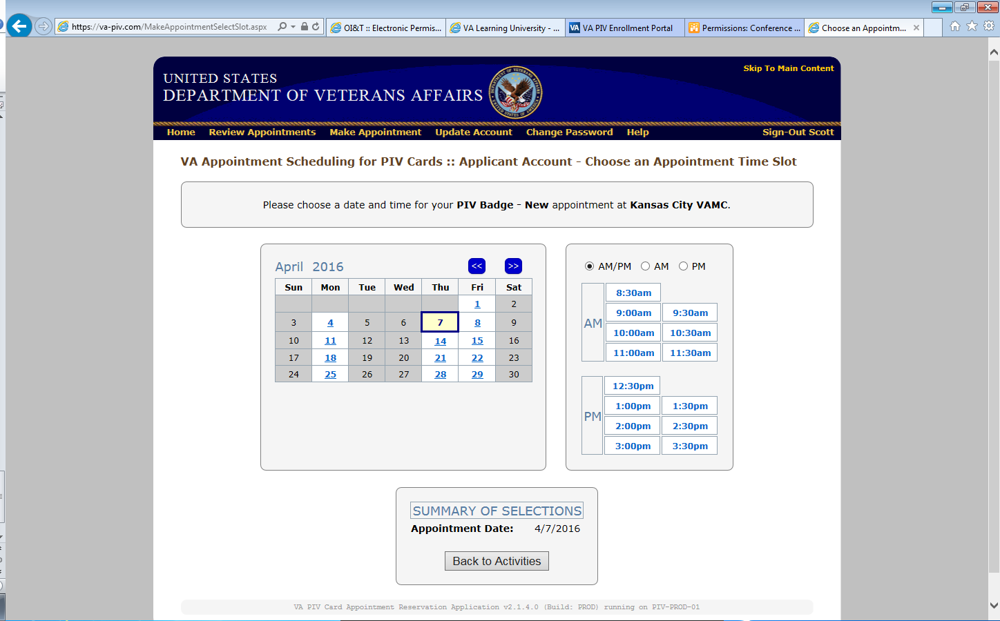 https://va-piv.com/MakeAppointmentSelectSlot.aspx
OI&T :: Electronic Permis...
VA Learning University - ...
VA VA PIV Enrollment Portal
Permissions: Conference ...
Choose an Appointm...
Skip To Main Content
UNITED STATES
DEPARTMENT OF VETERANS AFFAIRS
Home Review Appointments Make Appointment Update Account Change Password Help Sign-Out Scott
VA Appointment Scheduling for PIV Cards :: Applicant Account - Choose an Appointment Time Slot
Please choose a date and time for your PIV Badge - New appointment at Kansas City VAMC.
April 2016 << >>
Sun Mon Tue Wed Thu Fri Sat
1 2
3 4 5 6 7 8 9
10 11 12 13 14 15 16
17 18 19 20 21 22 23
24 25 26 27 28 29 30
AM/PM AM PM
AM
8:30am
9:00am 9:30am
10:00am 10:30am
11:00am 11:30am
PM
12:30pm
1:00pm 1:30pm
2:00pm 2:30pm
3:00pm 3:30pm
SUMMARY OF SELECTIONS
Appointment Date: 4/7/2016
Back to Activities
VA PIV Card Appointment Reservation Application v2.1.4.0 (Build: PROD) running on PIV-PROD-01